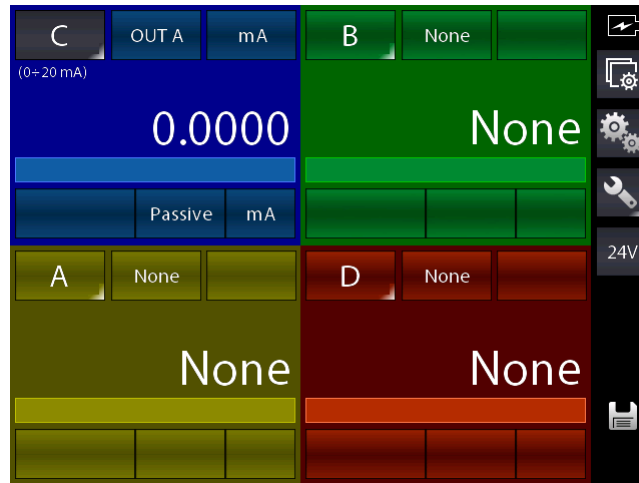 C OUT A mA
(0÷20 mA)
0.0000
Passive mA
B None
None
A None
None
D None
None
24V